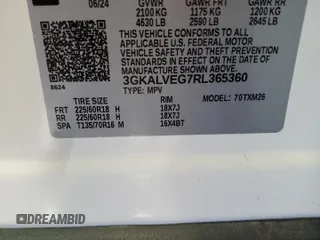 06/24 GVWR GAWR FRT GAWR RR
2100 KG 1175 KG 1200 KG
4630 LB 2590 LB 2645 LB
THIS VEHICLE CONFORMS TO ALL APPLICABLE
U.S. FEDERAL MOTOR VEHICLE SAFETY AND THEFT
PREVENTION STANDARDS IN EFFECT ON THE DATE OF
MANUFACTURE SHOWN ABOVE.
3GKALVEG7RL365360
TYPE: MPV
8624 MODEL: 70TXM26
TIRE SIZE RIM
FRT 225/60R18 H 18X7J
RR 225/60R18 H 18X7J
SPA T135/70R16 M 16X4BT
DREAMBID